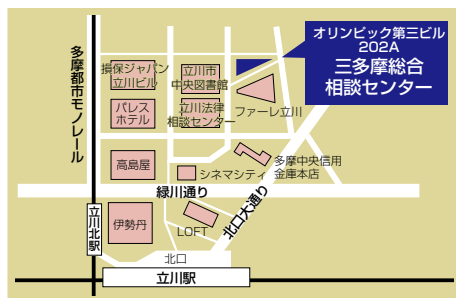 オリンピック第三ビル
202A
三多摩総合
相談センター
多摩都市モノレール
損保ジャパン
立川ビル
立川市
中央図書館
パレス
ホテル
立川法律
相談センター
ファーレ立川
高島屋
シネマシティ
多摩中央信用
金庫本店
緑川通り
北口大通り
立川北駅
伊勢丹
LOFT
北口
立川駅